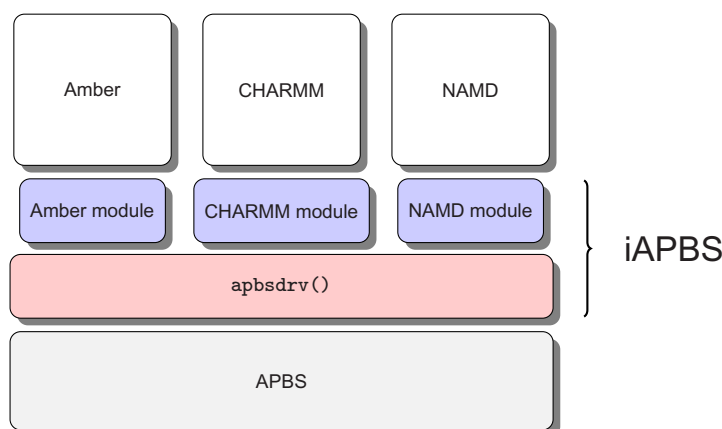 Amber CHARMM NAMD
Amber module CHARMM module NAMD module
iAPBS
apbsdrv()
APBS